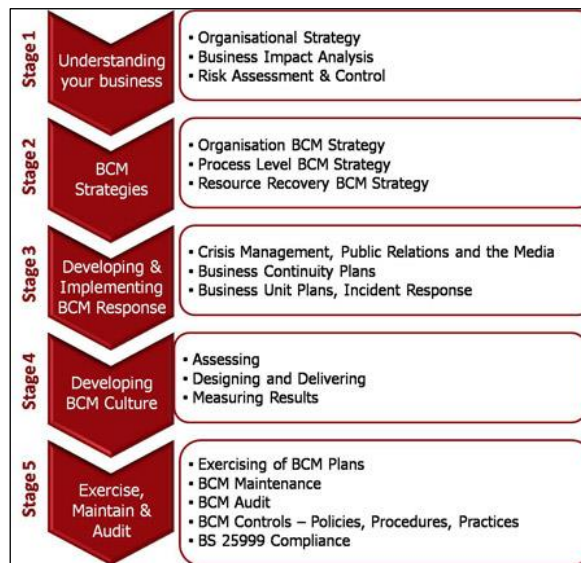 Stage 1
Understanding
your business
• Organisational Strategy
• Business Impact Analysis
• Risk Assessment & Control
Stage 2
BCM
Strategies
• Organisation BCM Strategy
• Process Level BCM Strategy
• Resource Recovery BCM Strategy
Stage 3
Developing &
Implementing
BCM Response
• Crisis Management, Public Relations and the Media
• Business Continuity Plans
• Business Unit Plans, Incident Response
Stage 4
Developing
BCM Culture
• Assessing
• Designing and Delivering
• Measuring Results
Stage 5
Exercise,
Maintain &
Audit
• Exercising of BCM Plans
• BCM Maintenance
• BCM Audit
• BCM Controls – Policies, Procedures, Practices
• BS 25999 Compliance